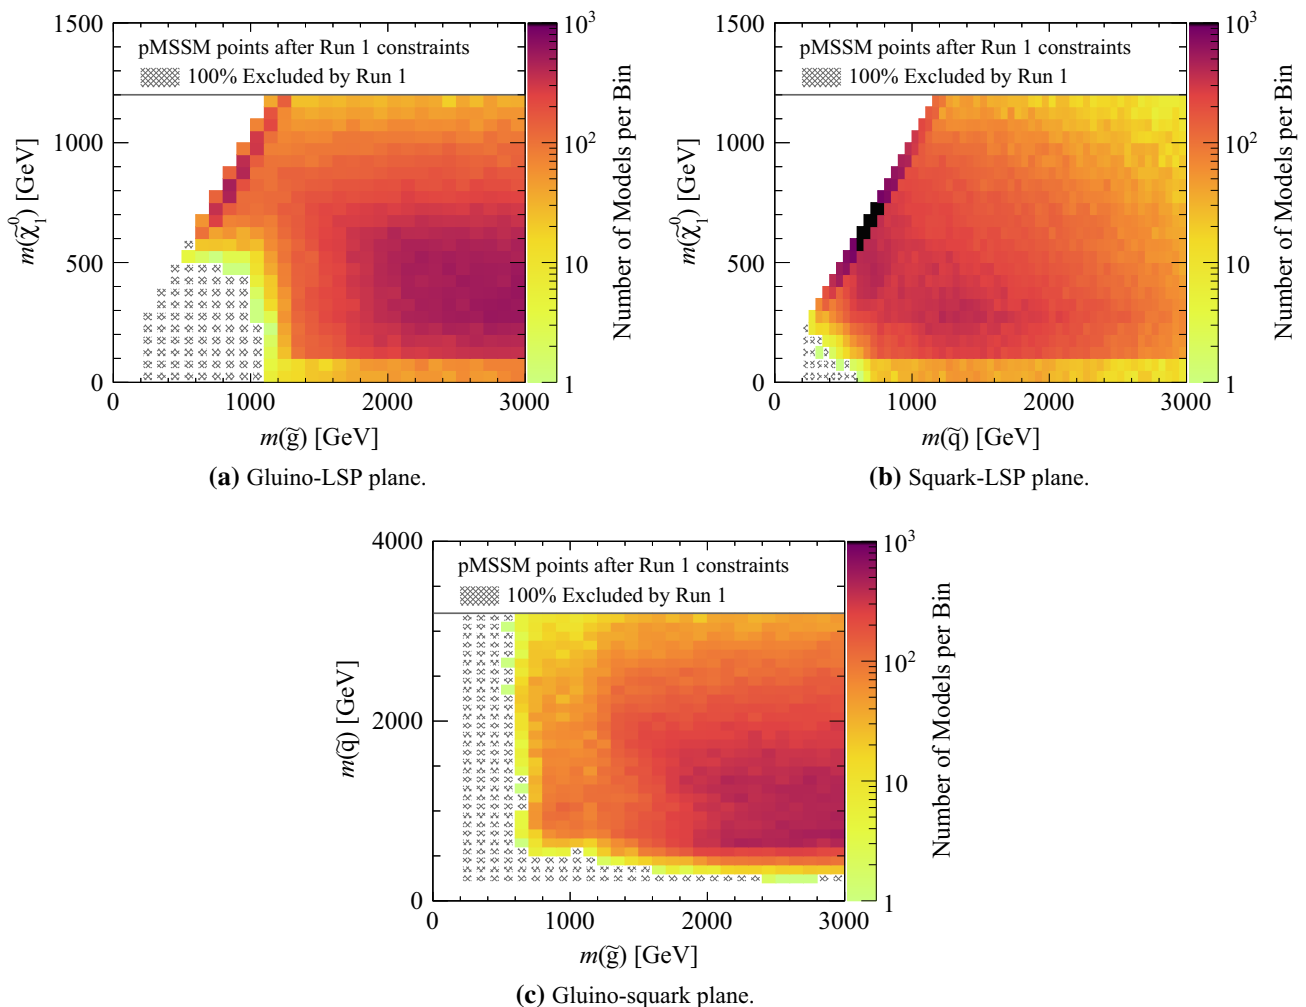 pMSSM points after Run 1 constraints
100% Excluded by Run 1
1500
1000
500
0
m(χ̃₁⁰) [GeV]
0 1000 2000 3000
m(g̃) [GeV]
10³
10²
10
1
Number of Models per Bin
(a) Gluino-LSP plane.
pMSSM points after Run 1 constraints
100% Excluded by Run 1
1500
1000
500
0
m(χ̃₁⁰) [GeV]
0 1000 2000 3000
m(q̃) [GeV]
10³
10²
10
1
Number of Models per Bin
(b) Squark-LSP plane.
pMSSM points after Run 1 constraints
100% Excluded by Run 1
4000
2000
0
m(q̃) [GeV]
0 1000 2000 3000
m(g̃) [GeV]
10³
10²
10
1
Number of Models per Bin
(c) Gluino-squark plane.